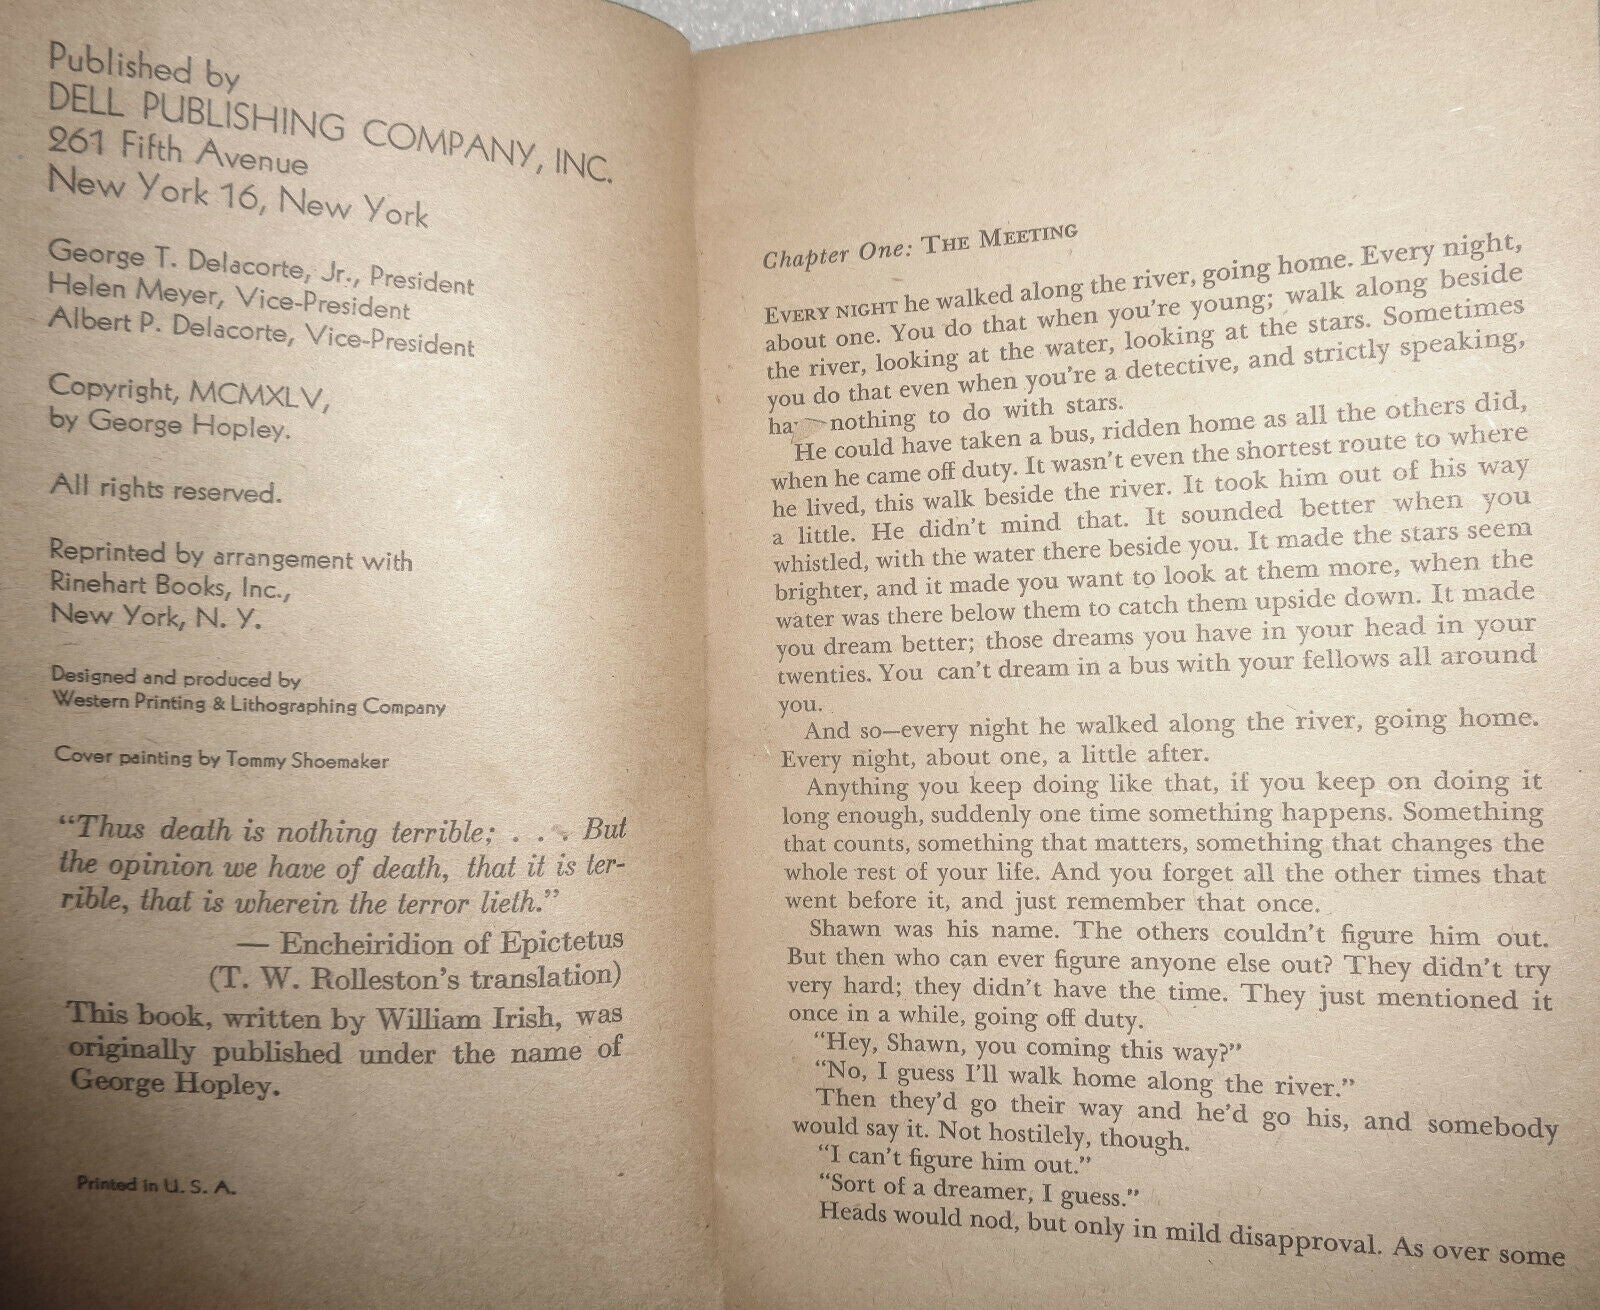 Published by
DELL PUBLISHING COMPANY, INC.
261 Fifth Avenue
New York 16, New York
George T. Delacorte, Jr., President
Helen Meyer, Vice-President
Albert P. Delacorte, Vice-President
Copyright, MCMXLV,
by George Hopley.
All rights reserved.
Reprinted by arrangement with
Rinehart Books, Inc.,
New York, N. Y.
Designed and produced by
Western Printing & Lithographing Company
Cover painting by Tommy Shoemaker
"Thus death is nothing terrible; . . . But
the opinion we have of death, that it is ter-
rible, that is wherein the terror lieth."
— Encheiridion of Epictetus
(T. W. Rolleston's translation)
This book, written by William Irish, was
originally published under the name of
George Hopley.
Printed in U. S. A.
Chapter One: THE MEETING
EVERY NIGHT he walked along the river, going home. Every night,
about one. You do that when you're young; walk along beside
the river, looking at the water, looking at the stars. Sometimes
you do that even when you're a detective, and strictly speaking,
nothing to do with stars.
He could have taken a bus, ridden home as all the others did,
when he came off duty. It wasn't even the shortest route to where
he lived, this walk beside the river. It took him out of his way
a little. He didn't mind that. It sounded better when you
whistled, with the water there beside you. It made the stars seem
brighter, and it made you want to look at them more, when the
water was there below them to catch them upside down. It made
you dream better; those dreams you have in your head in your
twenties. You can't dream in a bus with your fellows all around
you.
And so—every night he walked along the river, going home.
Every night, about one, a little after.
Anything you keep doing like that, if you keep on doing it
long enough, suddenly one time something happens. Something
that counts, something that matters, something that changes the
whole rest of your life. And you forget all the other times that
went before it, and just remember that once.
Shawn was his name. The others couldn't figure him out.
But then who can ever figure anyone else out? They didn't try
very hard; they didn't have the time. They just mentioned it
once in a while, going off duty.
"Hey, Shawn, you coming this way?"
"No, I guess I'll walk home along the river."
Then they'd go their way and he'd go his, and somebody
would say it. Not hostilely, though.
"I can't figure him out."
"Sort of a dreamer, I guess."
Heads would nod, but only in mild disapproval. As over some